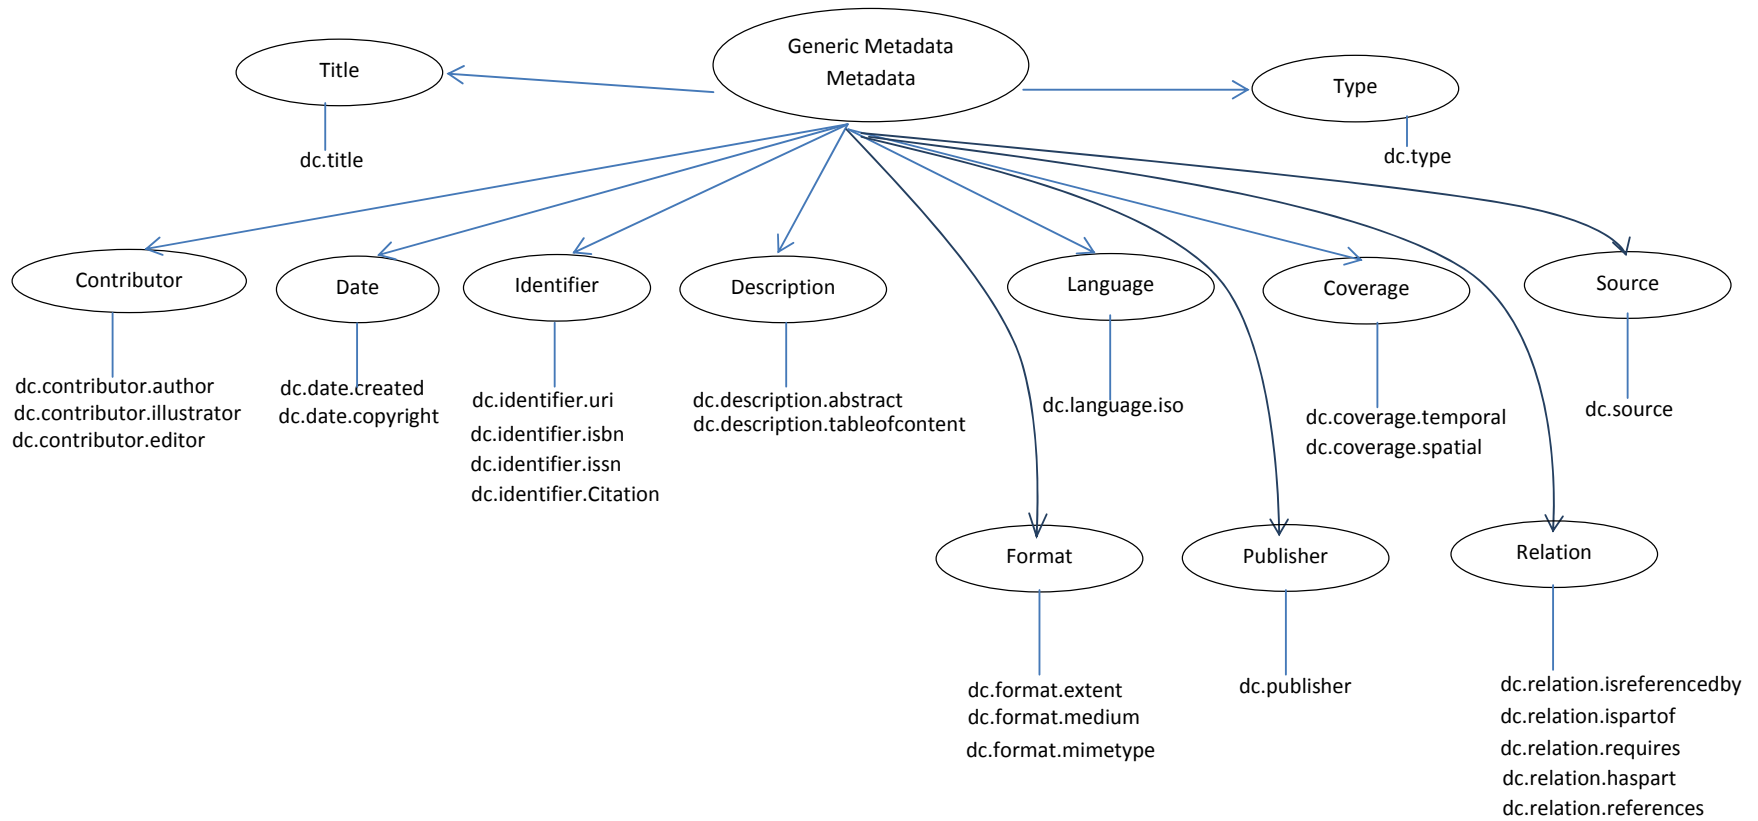 Generic Metadata
Metadata
Title
Type
dc.title
dc.type
Contributor
Date
Identifier
Description
Language
Coverage
Source
dc.contributor.author
dc.contributor.illustrator
dc.contributor.editor
dc.date.created
dc.date.copyright
dc.identifier.uri
dc.identifier.isbn
dc.identifier.issn
dc.identifier.Citation
dc.description.abstract
dc.description.tableofcontent
dc.language.iso
dc.coverage.temporal
dc.coverage.spatial
dc.source
Format
Publisher
Relation
dc.format.extent
dc.format.medium
dc.format.mimetype
dc.publisher
dc.relation.isreferencedby
dc.relation.ispartof
dc.relation.requires
dc.relation.haspart
dc.relation.references